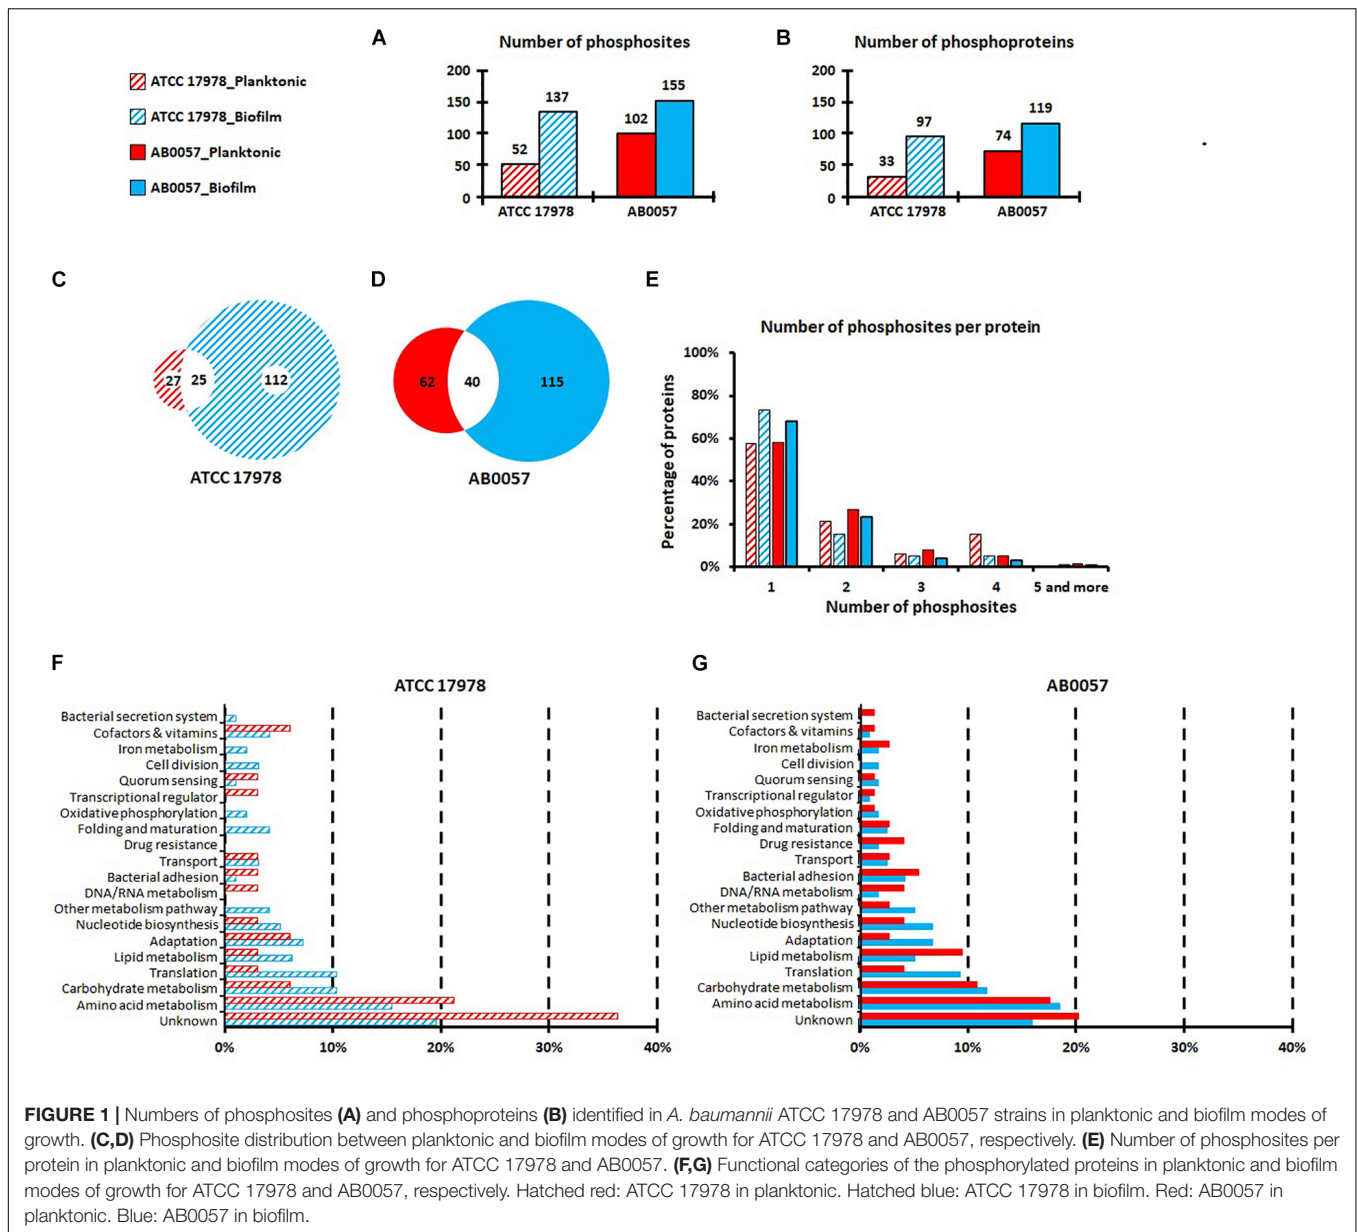 ATCC 17978_Planktonic
ATCC 17978_Biofilm
AB0057_Planktonic
AB0057_Biofilm
A
Number of phosphosites
200
150
100
50
0
52
137
102
155
ATCC 17978
AB0057
B
Number of phosphoproteins
200
150
100
50
0
33
97
74
119
ATCC 17978
AB0057
C
27
25
112
ATCC 17978
D
62
40
115
AB0057
E
Number of phosphosites per protein
Percentage of proteins
100%
80%
60%
40%
20%
0%
1
2
3
4
5 and more
Number of phosphosites
F
ATCC 17978
Bacterial secretion system
Cofactors & vitamins
Iron metabolism
Cell division
Quorum sensing
Transcriptional regulator
Oxidative phosphorylation
Folding and maturation
Drug resistance
Transport
Bacterial adhesion
DNA/RNA metabolism
Other metabolism pathway
Nucleotide biosynthesis
Adaptation
Lipid metabolism
Translation
Carbohydrate metabolism
Amino acid metabolism
Unknown
0%
10%
20%
30%
40%
G
AB0057
Bacterial secretion system
Cofactors & vitamins
Iron metabolism
Cell division
Quorum sensing
Transcriptional regulator
Oxidative phosphorylation
Folding and maturation
Drug resistance
Transport
Bacterial adhesion
DNA/RNA metabolism
Other metabolism pathway
Nucleotide biosynthesis
Adaptation
Lipid metabolism
Translation
Carbohydrate metabolism
Amino acid metabolism
Unknown
0%
10%
20%
30%
40%
FIGURE 1 | Numbers of phosphosites (A) and phosphoproteins (B) identified in A. baumannii ATCC 17978 and AB0057 strains in planktonic and biofilm modes of
growth. (C,D) Phosphosite distribution between planktonic and biofilm modes of growth for ATCC 17978 and AB0057, respectively. (E) Number of phosphosites per
protein in planktonic and biofilm modes of growth for ATCC 17978 and AB0057. (F,G) Functional categories of the phosphorylated proteins in planktonic and biofilm
modes of growth for ATCC 17978 and AB0057, respectively. Hatched red: ATCC 17978 in planktonic. Hatched blue: ATCC 17978 in biofilm. Red: AB0057 in
planktonic. Blue: AB0057 in biofilm.